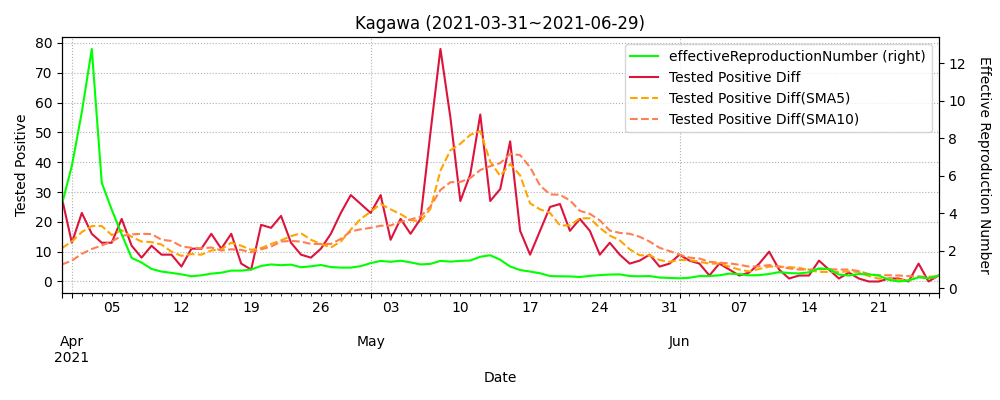 Kagawa (2021-03-31~2021-06-29)
effectiveReproductionNumber (right)
Tested Positive Diff
Tested Positive Diff(SMA5)
Tested Positive Diff(SMA10)
Tested Positive
80
70
60
50
40
30
20
10
0
12
10
8
6
4
2
0
Effective Reproduction Number
05
12
19
26
03
10
17
24
31
07
14
21
Apr
2021
May
Jun
Date